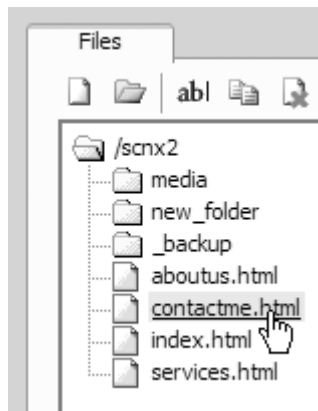 Files
abl
/scnx2
media
new_folder
_backup
aboutus.html
contactme.html
index.html
services.html